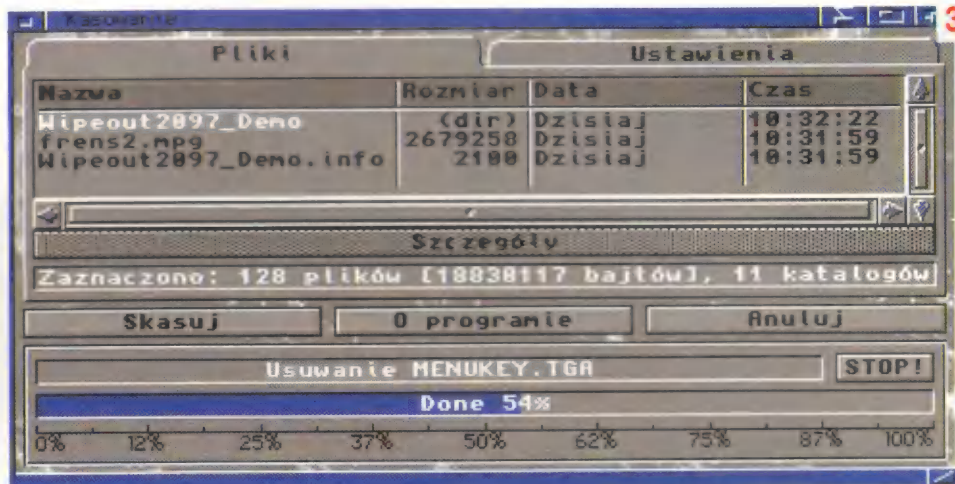 Kasowanie
3
Pliki Ustawienia
Nazwa Rozmiar Data Czas
Wipeout2097_Demo (dir) Dzisiaj 10:32:22
frens2.mpg 2679258 Dzisiaj 10:31:59
Wipeout2097_Demo.info 2100 Dzisiaj 10:31:59
Szczegóły
Zaznaczono: 128 plików [18838117 bajtów], 11 katalogów
Skasuj O programie Anuluj
Usuwanie MENUKEY.TGA STOP!
Done 54%
0% 12% 25% 37% 50% 62% 75% 87% 100%